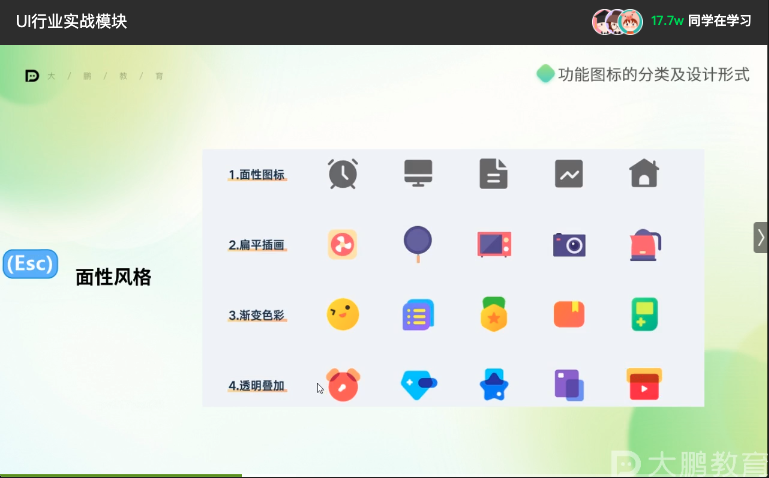 UI行业实战模块
17.7w 同学在学习
大 / 鹏 / 教 / 育
功能图标的分类及设计形式
1.面性图标
2.扁平插画
(Esc)
面性风格
3.渐变色彩
4.透明叠加
大鹏教育